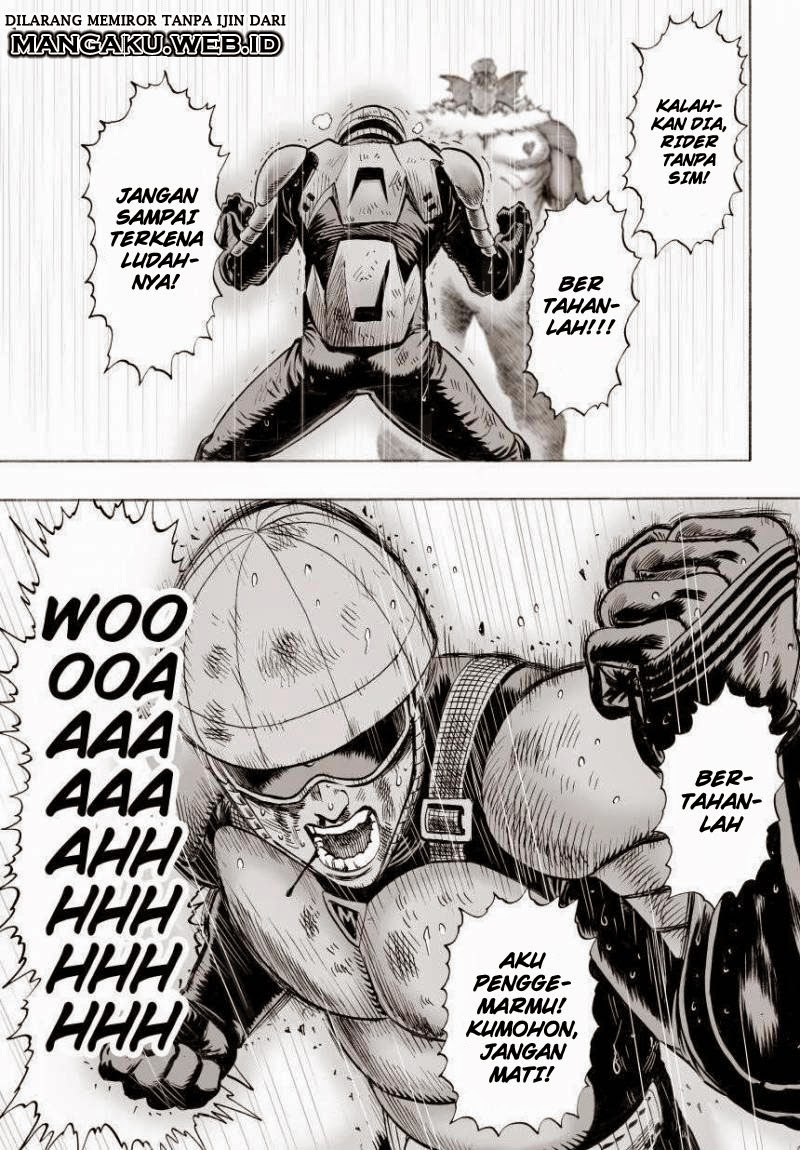 DILARANG MEMIROR TANPA IJIN DARI
MANGAKU.WEB.ID
KALAH-
KAN DIA,
RIDER
TANPA
SIM!
BER
TAHAN-
LAH!!!
JANGAN
SAMPAI
TERKENA
LUDAH-
NYA!
BER-
TAHAN-
LAH
AKU
PENGGE-
MARMU!
KUMOHON,
JANGAN
MATI!
WOO
OOA
AAA
AAA
AHH
HHH
HHH
HHH
M